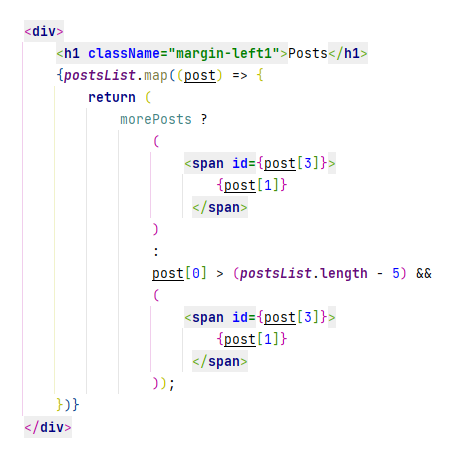 <div>
<h1 className="margin-left1">Posts</h1>
{postsList.map((post) => {
return (
morePosts ?
(
<span id={post[3]}>
{post[1]}
</span>
)
:
post[0] > (postsList.length - 5) &&
(
<span id={post[3]}>
{post[1]}
</span>
));
})}
</div>